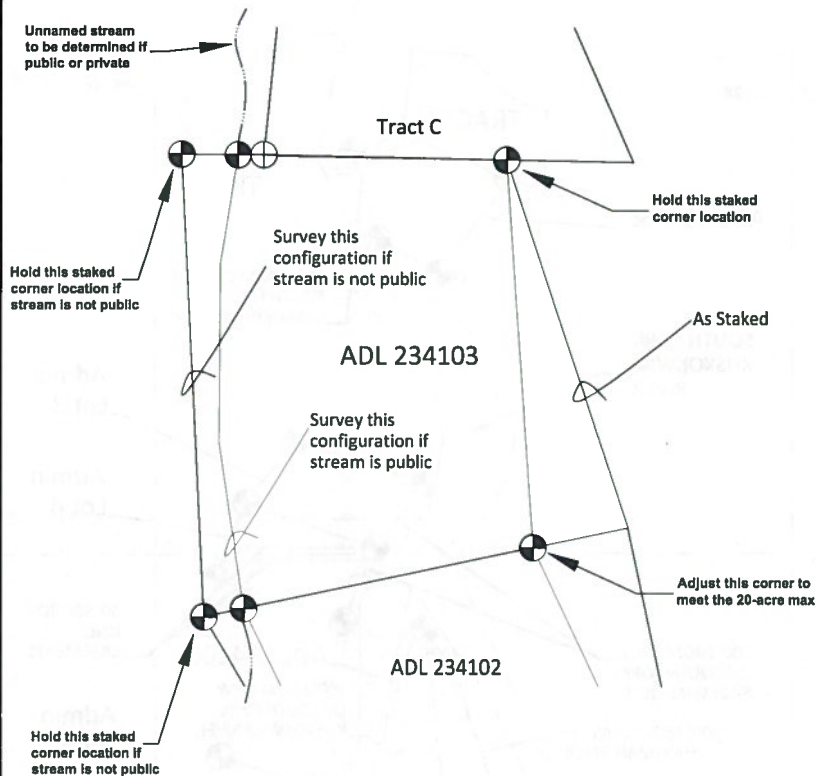 Unnamed stream
to be determined if
public or private
Tract C
Hold this staked
corner location
Survey this
configuration if
stream is not public
Hold this staked
corner location if
stream is not public
As Staked
ADL 234103
Survey this
configuration if
stream is public
Adjust this corner to
meet the 20-acre max
ADL 234102
Hold this staked
corner location if
stream is not public